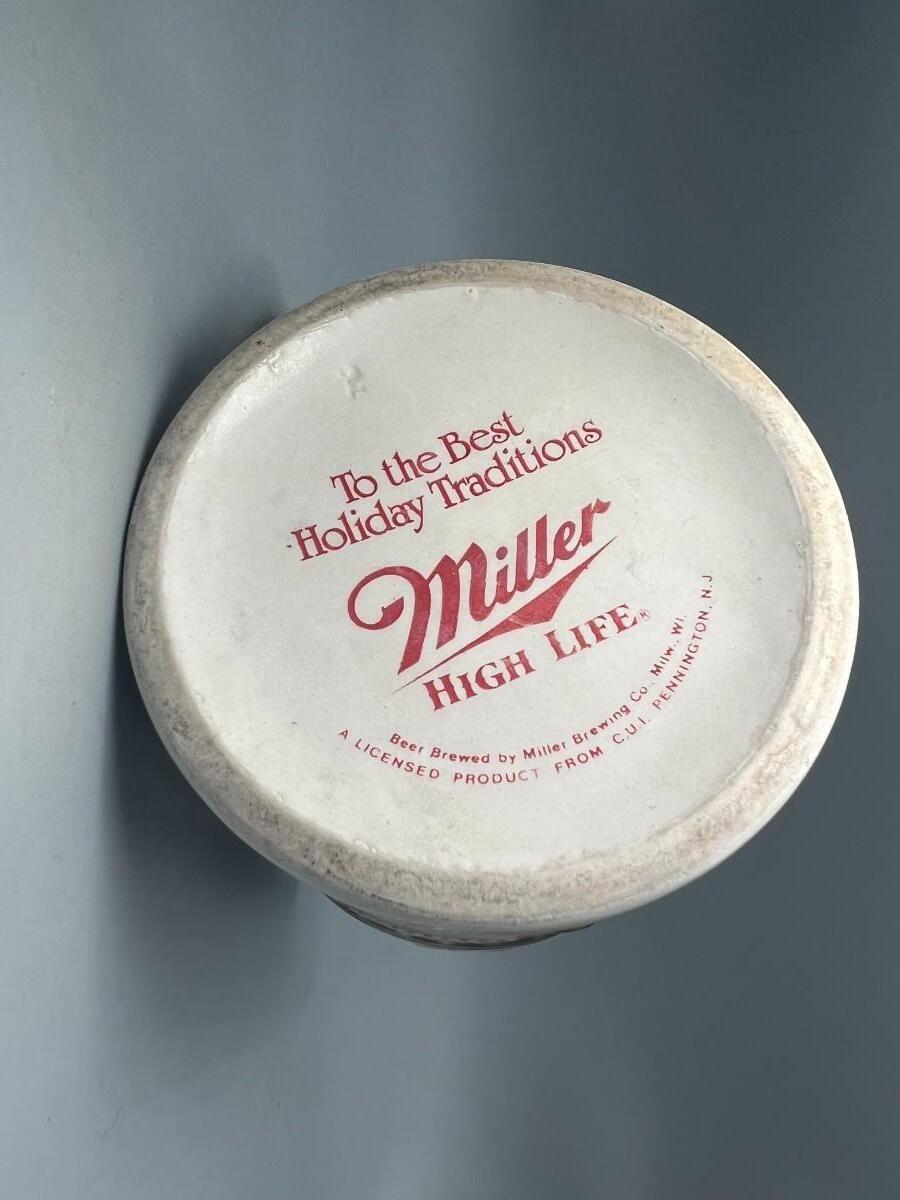 To the Best
Holiday Traditions
Miller
HIGH LIFE®
Beer Brewed by Miller Brewing Co., Milw., WI.
A LICENSED PRODUCT FROM C.U.I. PENNINGTON, N.J.